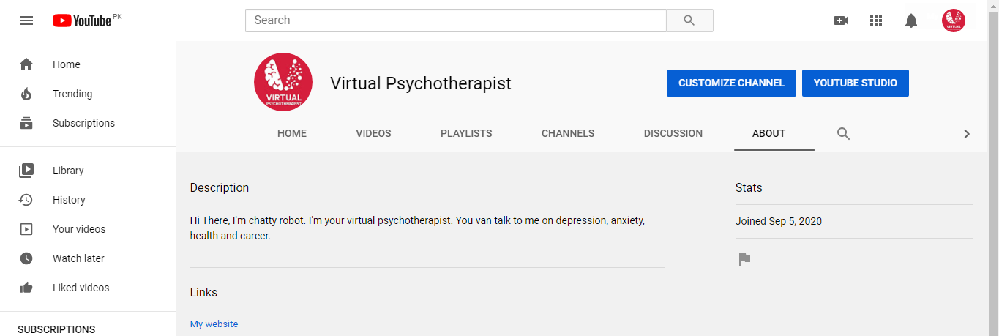 YouTube PK
Search
VIRTUAL
PSYCHOTHERAPIST
Virtual Psychotherapist
CUSTOMIZE CHANNEL
YOUTUBE STUDIO
HOME
VIDEOS
PLAYLISTS
CHANNELS
DISCUSSION
ABOUT
Home
Trending
Subscriptions
Library
History
Your videos
Watch later
Liked videos
SUBSCRIPTIONS
Description
Hi There, I'm chatty robot. I'm your virtual psychotherapist. You van talk to me on depression, anxiety,
health and career.
Links
My website
Stats
Joined Sep 5, 2020